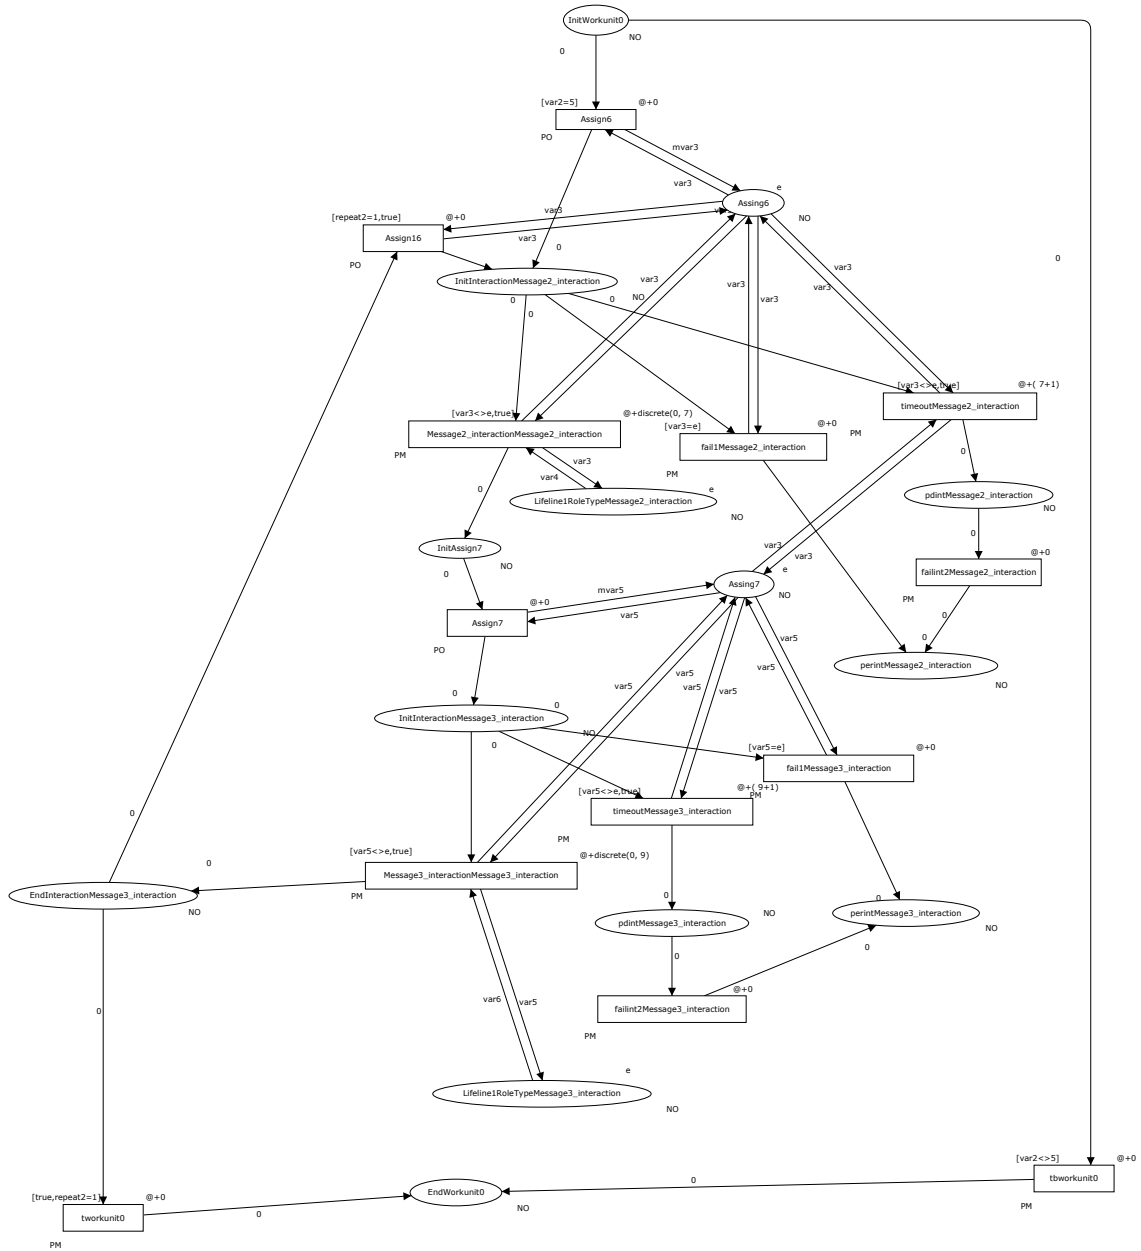 InitWorkunit0
NO
0
[var2=5]
@+0
Assign6
PO
mvar3
var3
e
Assing6
NO
[repeat2=1,true]
@+0
var3
Assign16
var3
PO
0
0
InitInteractionMessage2_interaction
var3
var3
var3
NO
0
0
0
var3
var3
[var3<>e,true]
@+( 7+1)
timeoutMessage2_interaction
PM
[var3<>e,true]
@+discrete(0, 7)
Message2_interactionMessage2_interaction
PM
@+0
[var3=e]
fail1Message2_interaction
PM
0
var3
var4
e
Lifeline1RoleTypeMessage2_interaction
NO
0
pdintMessage2_interaction
NO
0
InitAssign7
NO
0
@+0
failint2Message2_interaction
PM
0
0
var3
var3
e
Assing7
NO
@+0
mvar5
var5
Assign7
PO
var5
var5
perintMessage2_interaction
NO
0
0
InitInteractionMessage3_interaction
NO
0
var5
var5
var5
var5
[var5=e]
@+0
fail1Message3_interaction
PM
[var5<>e,true]
@+( 9+1)
timeoutMessage3_interaction
PM
[var5<>e,true]
@+discrete(0, 9)
Message3_interactionMessage3_interaction
PM
0
0
EndInteractionMessage3_interaction
NO
0
0
pdintMessage3_interaction
NO
0
perintMessage3_interaction
NO
0
0
@+0
failint2Message3_interaction
PM
var6
var5
0
e
Lifeline1RoleTypeMessage3_interaction
NO
[true,repeat2=1]
@+0
tworkunit0
PM
0
EndWorkunit0
NO
0
[var2<>5]
@+0
tbworkunit0
PM